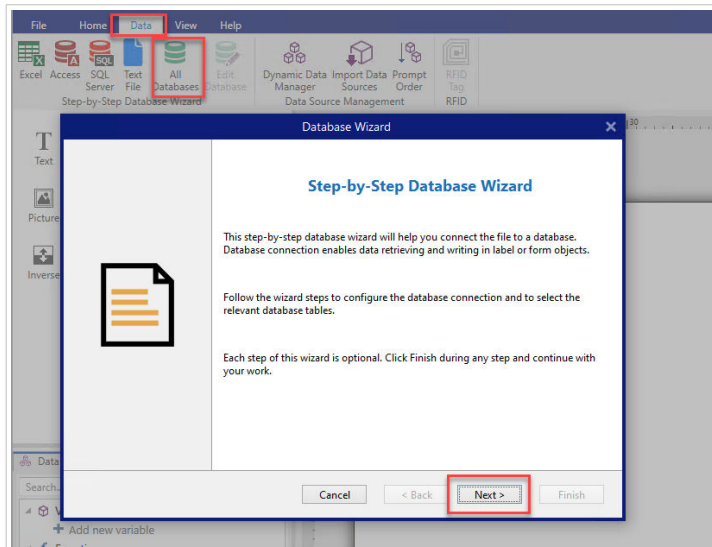 File Home Data View Help
Excel Access SQL Server Text File All Databases Edit Database Dynamic Data Manager Import Data Sources Prompt Order RFID Tag
Step-by-Step Database Wizard Data Source Management RFID
Database Wizard
30
Text
Picture
Inverse
Step-by-Step Database Wizard
This step-by-step database wizard will help you connect the file to a database.
Database connection enables data retrieving and writing in label or form objects.
Follow the wizard steps to configure the database connection and to select the
relevant database tables.
Each step of this wizard is optional. Click Finish during any step and continue with
your work.
Data
Search
Cancel < Back Next > Finish
V
Add new variable